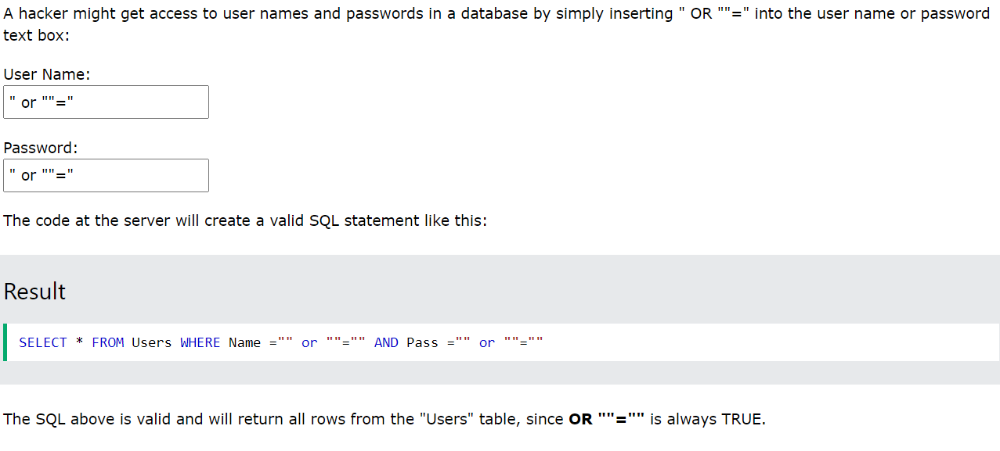 A hacker might get access to user names and passwords in a database by simply inserting " OR ""=" into the user name or password
text box:
User Name:
" or ""="
Password:
" or ""="
The code at the server will create a valid SQL statement like this:
Result
SELECT * FROM Users WHERE Name ="" or ""="" AND Pass ="" or ""=""
The SQL above is valid and will return all rows from the "Users" table, since OR ""="" is always TRUE.